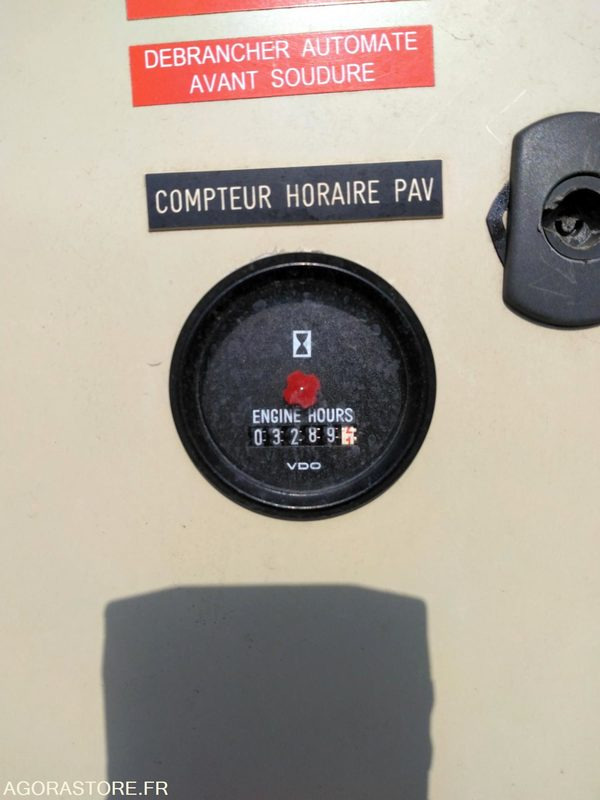 DEBRANCHER AUTOMATE
AVANT SOUDURE
COMPTEUR HORAIRE PAV
ENGINE HOURS
03289
VDO
AGORASTORE.FR